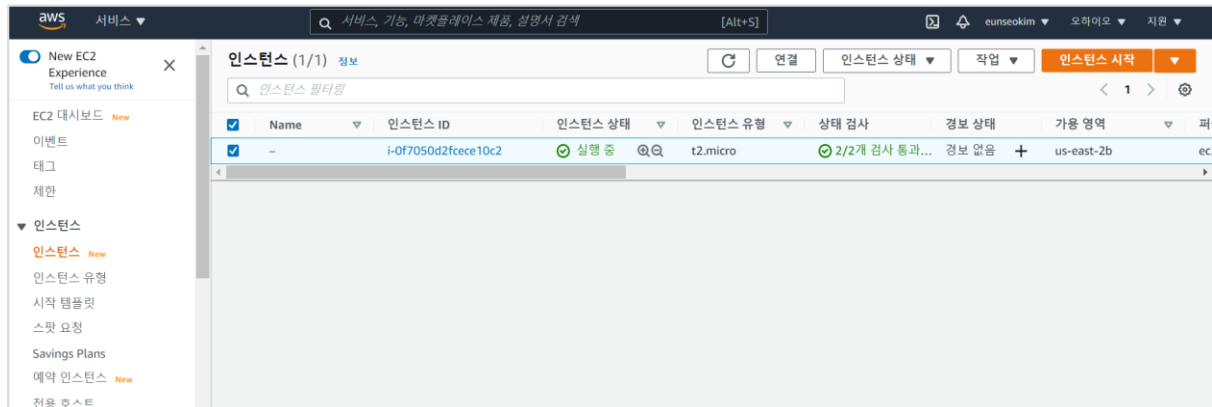 aws 서비스 ▼ 서비스, 기능, 마켓플레이스 제품, 설명서 검색 [Alt+S] eunseokim ▼ 오하이오 ▼ 지원 ▼
New EC2
Experience
Tell us what you think
EC2 대시보드 New
이벤트
태그
제한
▼ 인스턴스
인스턴스 New
인스턴스 유형
시작 템플릿
스팟 요청
Savings Plans
예약 인스턴스 New
전용 호스트
인스턴스 (1/1) 정보 연결 인스턴스 상태 ▼ 작업 ▼ 인스턴스 시작 ▼
인스턴스 필터링 < 1 >
Name 인스턴스 ID 인스턴스 상태 인스턴스 유형 상태 검사 경보 상태 가용 영역
– i-0f7050d2fcece10c2 실행 중 t2.micro 2/2개 검사 통과... 경보 없음 + us-east-2b